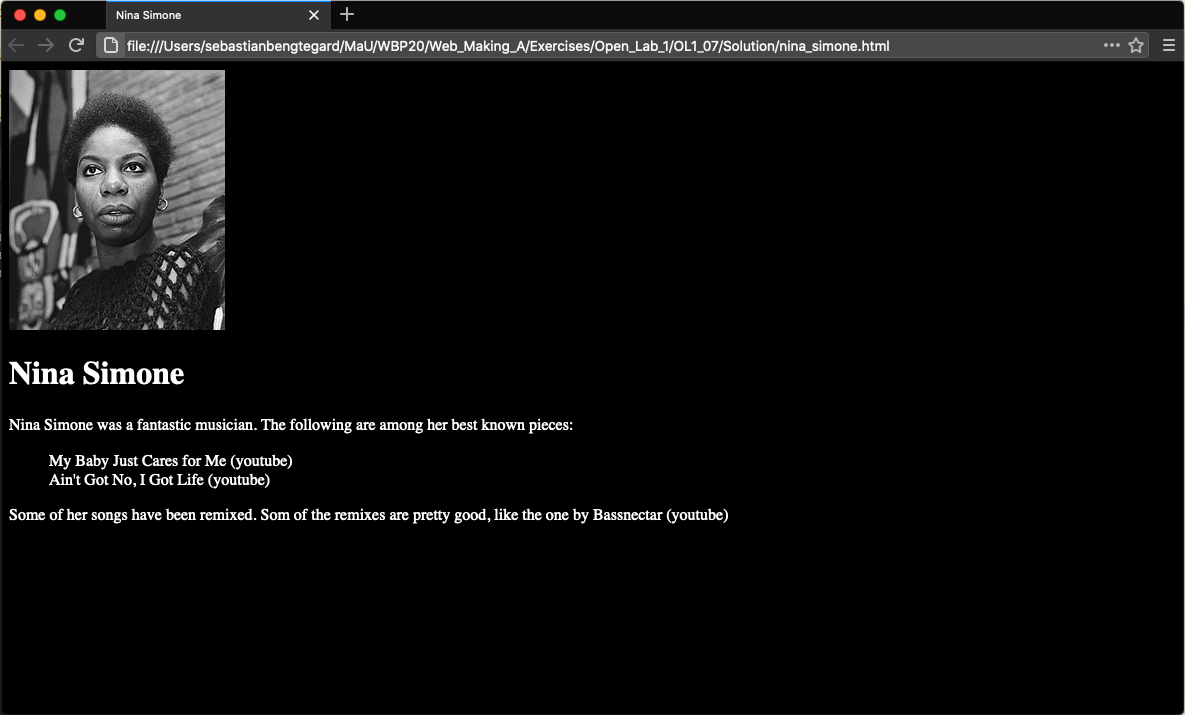 Nina Simone
file:///Users/sebastianbengtegard/MaU/WBP20/Web_Making_A/Exercises/Open_Lab_1/OL1_07/Solution/nina_simone.html
Nina Simone
Nina Simone was a fantastic musician. The following are among her best known pieces:
My Baby Just Cares for Me (youtube)
Ain't Got No, I Got Life (youtube)
Some of her songs have been remixed. Som of the remixes are pretty good, like the one by Bassnectar (youtube)